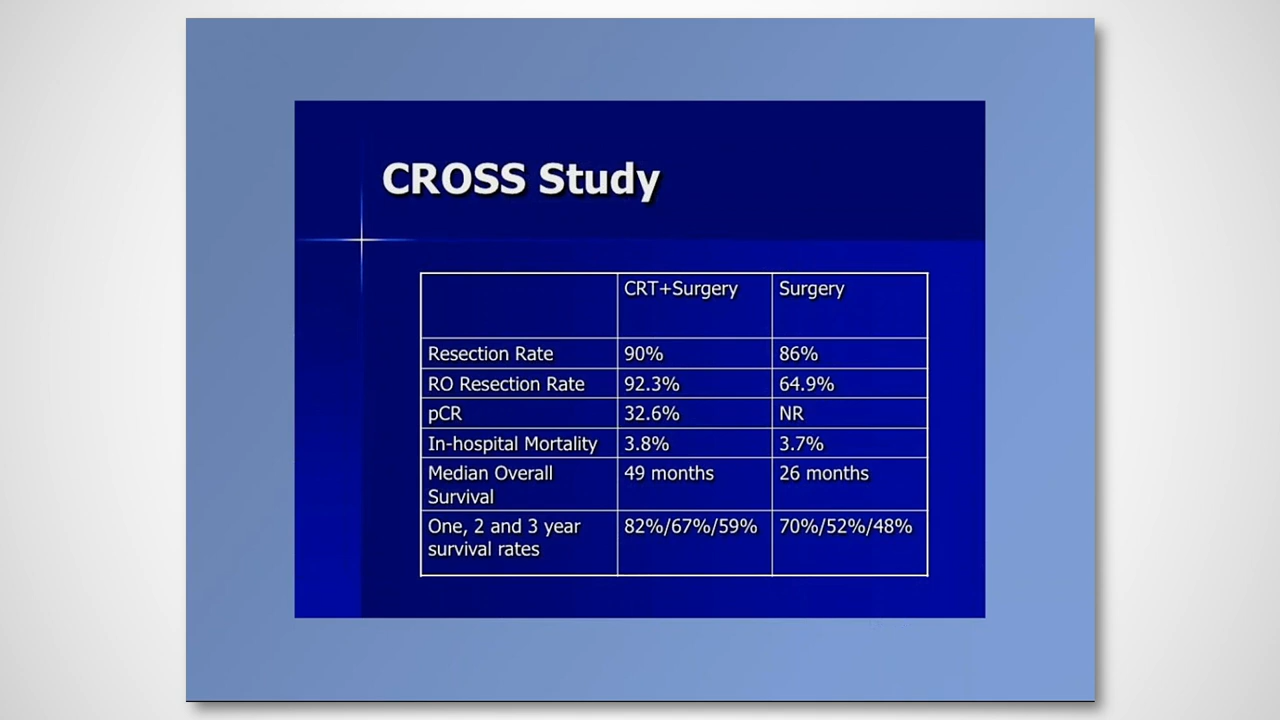 CROSS Study
CRT+Surgery Surgery
Resection Rate 90% 86%
RO Resection Rate 92.3% 64.9%
pCR 32.6% NR
In-hospital Mortality 3.8% 3.7%
Median Overall 49 months 26 months
Survival
One, 2 and 3 year 82%/67%/59% 70%/52%/48%
survival rates